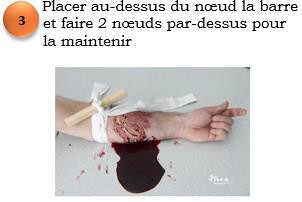 3
Placer au-dessus du nœud la barre
et faire 2 nœuds par-dessus pour
la maintenir